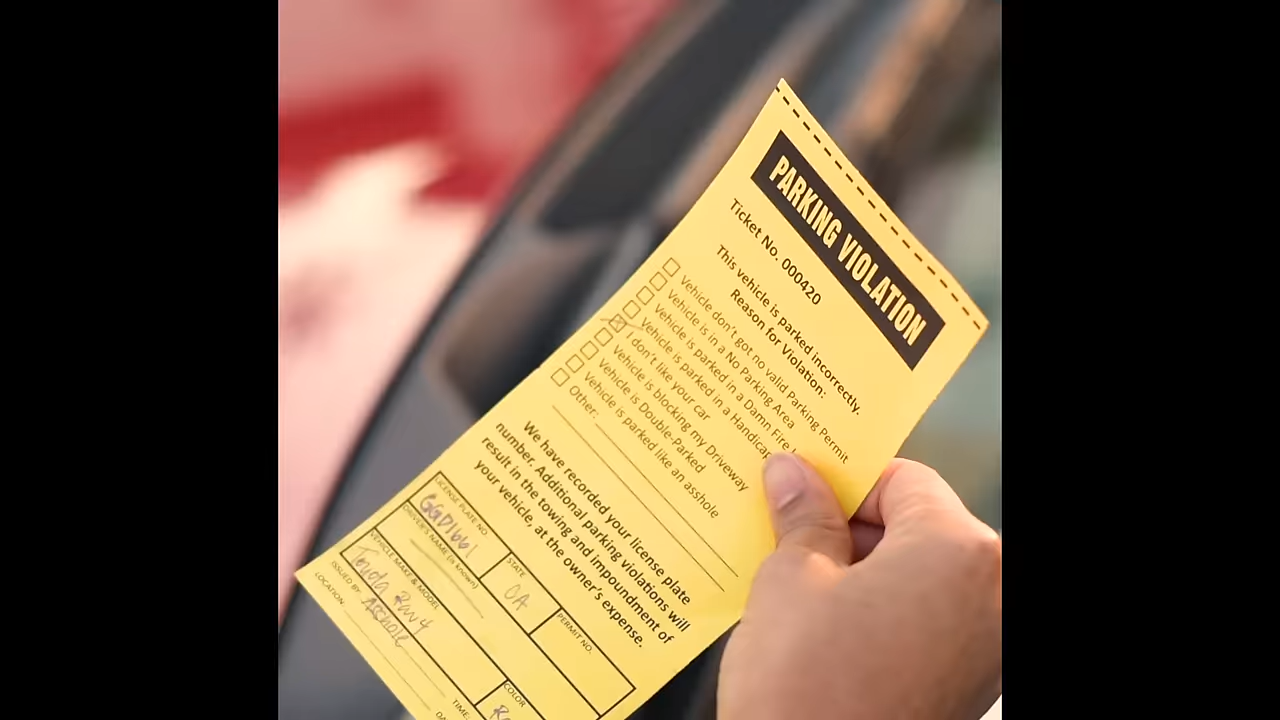 PARKING VIOLATION
Ticket No. 000420
This vehicle is parked incorrectly.
Reason for Violation:
Vehicle don't got no valid Parking Permit
Vehicle is in a No Parking Area
Vehicle is parked in a Damn Fire
Vehicle is parked in a Handicap
I don't like your car
Vehicle is blocking my Driveway
Vehicle is Double-Parked
Vehicle is parked like an asshole
Other:
We have recorded your license plate
number. Additional parking violations will
result in the towing and impoundment of
your vehicle, at the owner's expense.
LICENSE PLATE NO.
GGD1661
STATE
CA
PERMIT NO.
DRIVER'S NAME (is known)
VEHICLE MAKE & MODEL
Rav4
COLOR
ISSUED BY:
Asshole
LOCATION
TIME